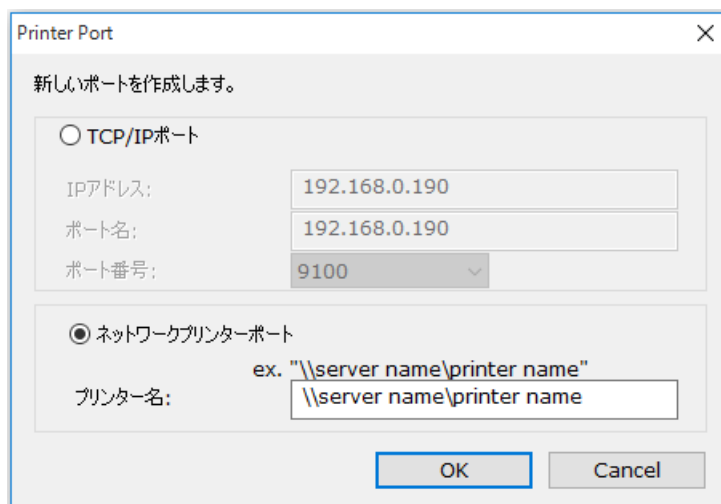 Printer Port
新しいポートを作成します。
TCP/IPポート
IPアドレス: 192.168.0.190
ポート名: 192.168.0.190
ポート番号: 9100
ネットワークプリンターポート
ex. "\\server name\printer name"
プリンター名: \\server name\printer name
OK Cancel